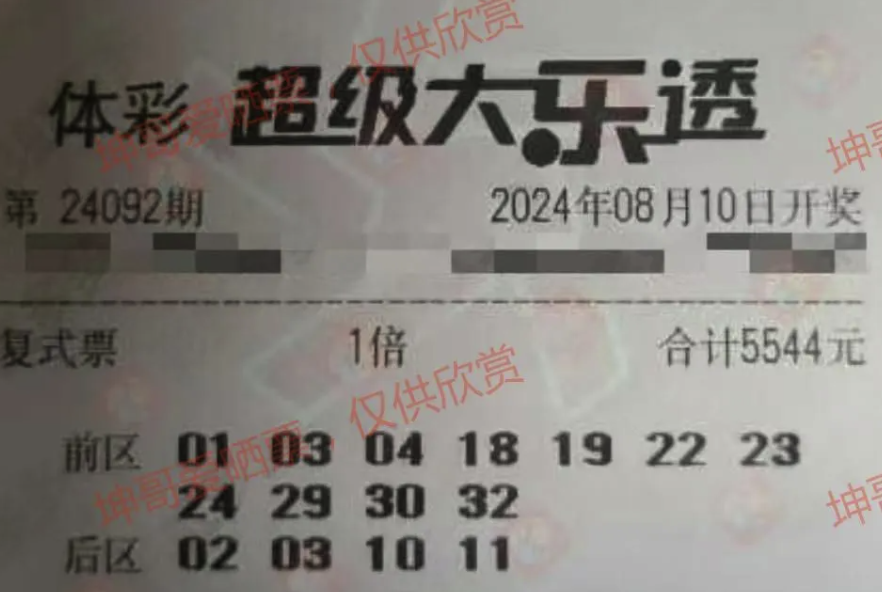 体彩 超级大乐透
第 24092期 2024年08月10日开奖
复式票 1倍 合计5544元
前区 01 03 04 18 19 22 23
24 29 30 32
后区 02 03 10 11
坤哥爱晒票，仅供欣赏
坤哥
坤哥爱晒票，仅供欣赏
坤哥